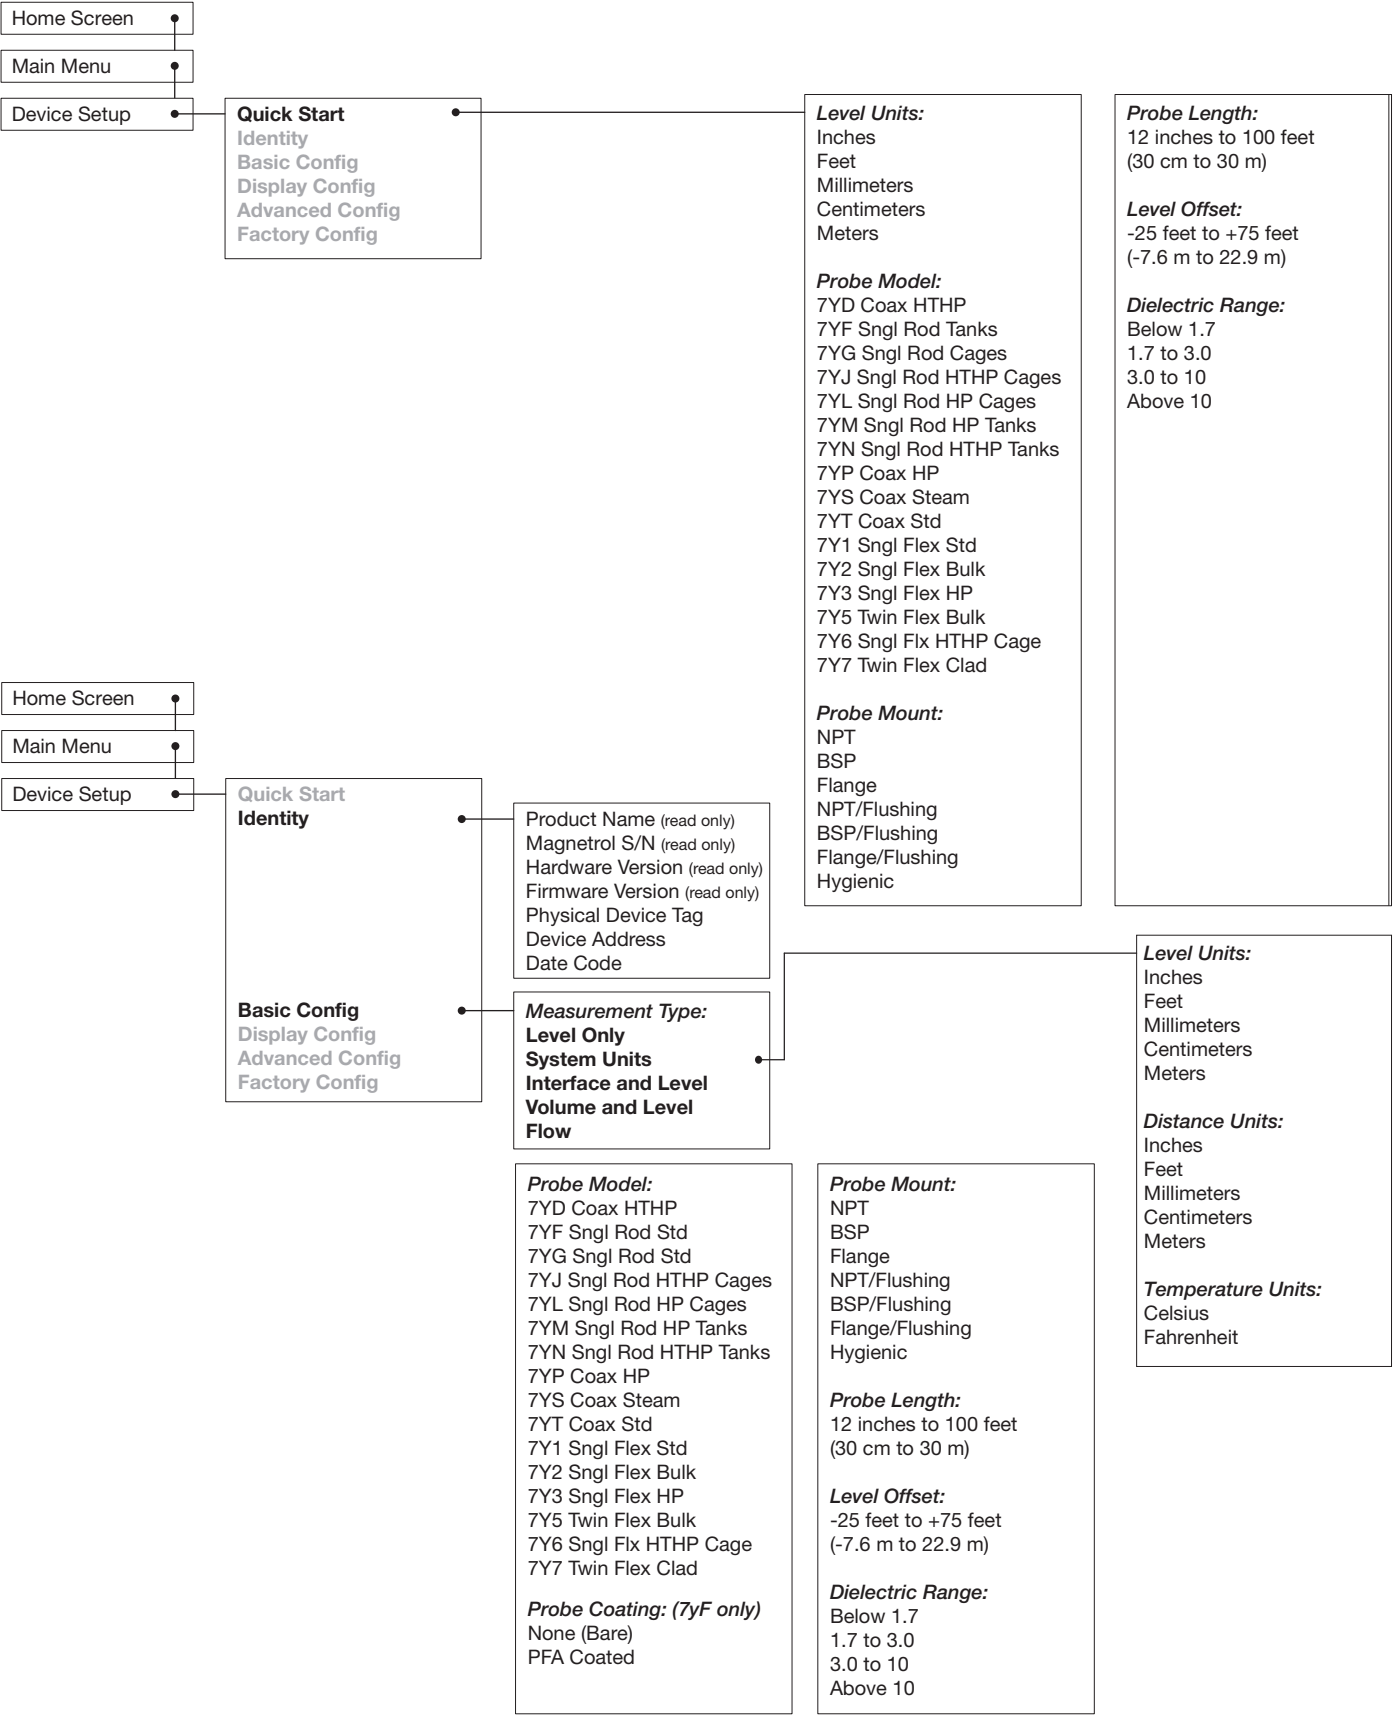 Home Screen
Main Menu
Device Setup
Quick Start
Identity
Basic Config
Display Config
Advanced Config
Factory Config
Level Units:
Inches
Feet
Millimeters
Centimeters
Meters
Probe Model:
7YD Coax HTHP
7YF Sngl Rod Tanks
7YG Sngl Rod Cages
7YJ Sngl Rod HTHP Cages
7YL Sngl Rod HP Cages
7YM Sngl Rod HP Tanks
7YN Sngl Rod HTHP Tanks
7YP Coax HP
7YS Coax Steam
7YT Coax Std
7Y1 Sngl Flex Std
7Y2 Sngl Flex Bulk
7Y3 Sngl Flex HP
7Y5 Twin Flex Bulk
7Y6 Sngl Flx HTHP Cage
7Y7 Twin Flex Clad
Probe Mount:
NPT
BSP
Flange
NPT/Flushing
BSP/Flushing
Flange/Flushing
Hygienic
Probe Length:
12 inches to 100 feet
(30 cm to 30 m)
Level Offset:
-25 feet to +75 feet
(-7.6 m to 22.9 m)
Dielectric Range:
Below 1.7
1.7 to 3.0
3.0 to 10
Above 10
Home Screen
Main Menu
Device Setup
Quick Start
Identity
Basic Config
Display Config
Advanced Config
Factory Config
Product Name (read only)
Magnetrol S/N (read only)
Hardware Version (read only)
Firmware Version (read only)
Physical Device Tag
Device Address
Date Code
Measurement Type:
Level Only
System Units
Interface and Level
Volume and Level
Flow
Level Units:
Inches
Feet
Millimeters
Centimeters
Meters
Distance Units:
Inches
Feet
Millimeters
Centimeters
Meters
Temperature Units:
Celsius
Fahrenheit
Probe Model:
7YD Coax HTHP
7YF Sngl Rod Std
7YG Sngl Rod Std
7YJ Sngl Rod HTHP Cages
7YL Sngl Rod HP Cages
7YM Sngl Rod HP Tanks
7YN Sngl Rod HTHP Tanks
7YP Coax HP
7YS Coax Steam
7YT Coax Std
7Y1 Sngl Flex Std
7Y2 Sngl Flex Bulk
7Y3 Sngl Flex HP
7Y5 Twin Flex Bulk
7Y6 Sngl Flx HTHP Cage
7Y7 Twin Flex Clad
Probe Coating: (7yF only)
None (Bare)
PFA Coated
Probe Mount:
NPT
BSP
Flange
NPT/Flushing
BSP/Flushing
Flange/Flushing
Hygienic
Probe Length:
12 inches to 100 feet
(30 cm to 30 m)
Level Offset:
-25 feet to +75 feet
(-7.6 m to 22.9 m)
Dielectric Range:
Below 1.7
1.7 to 3.0
3.0 to 10
Above 10